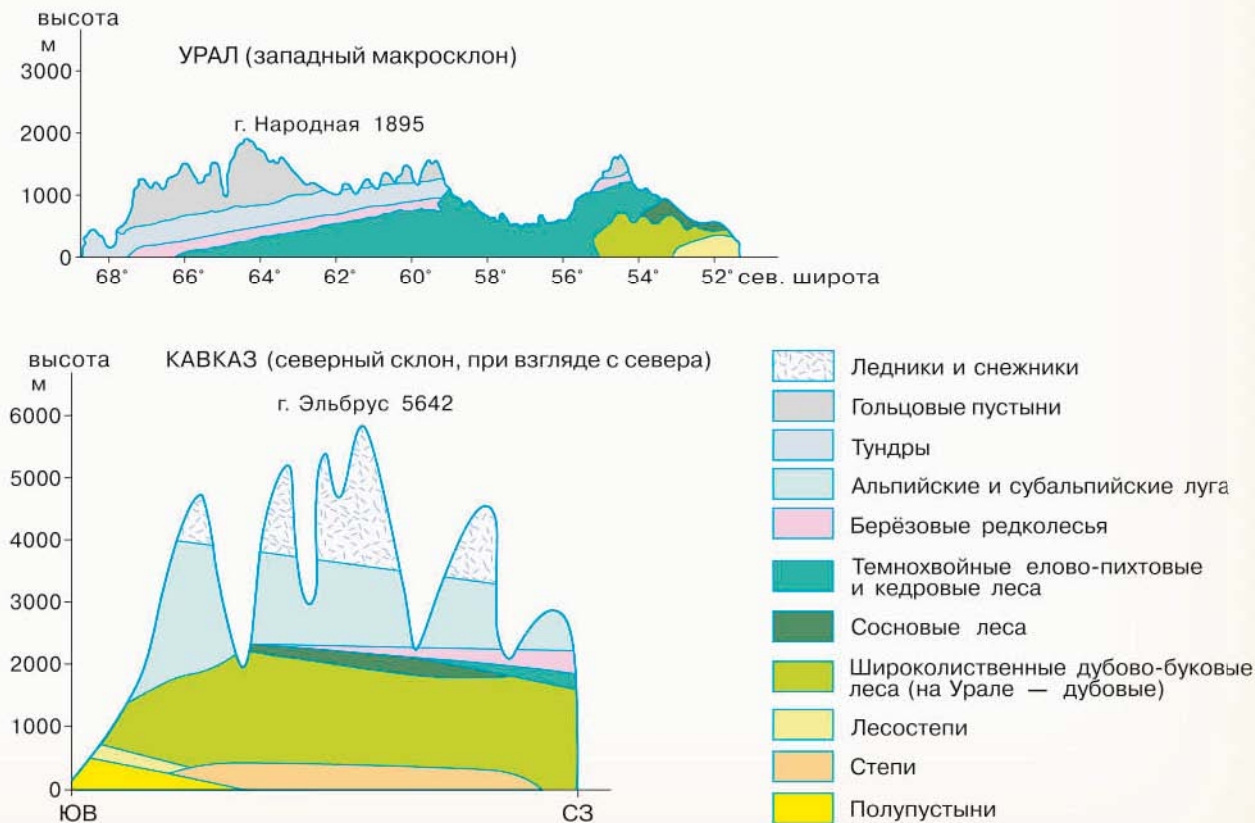 высота
м
УРАЛ (западный макросклон)
3000
г. Народная 1895
2000
1000
0
68° 66° 64° 62° 60° 58° 56° 54° 52° сев. широта
высота
м
КАВКАЗ (северный склон, при взгляде с севера)
г. Эльбрус 5642
6000
5000
4000
3000
2000
1000
0
ЮВ СЗ
Ледники и снежники
Гольцовые пустыни
Тундры
Альпийские и субальпийские луга
Берёзовые редколесья
Темнохвойные елово-пихтовые
и кедровые леса
Сосновые леса
Широколиственные дубово-буковые
леса (на Урале — дубовые)
Лесостепи
Степи
Полупустыни